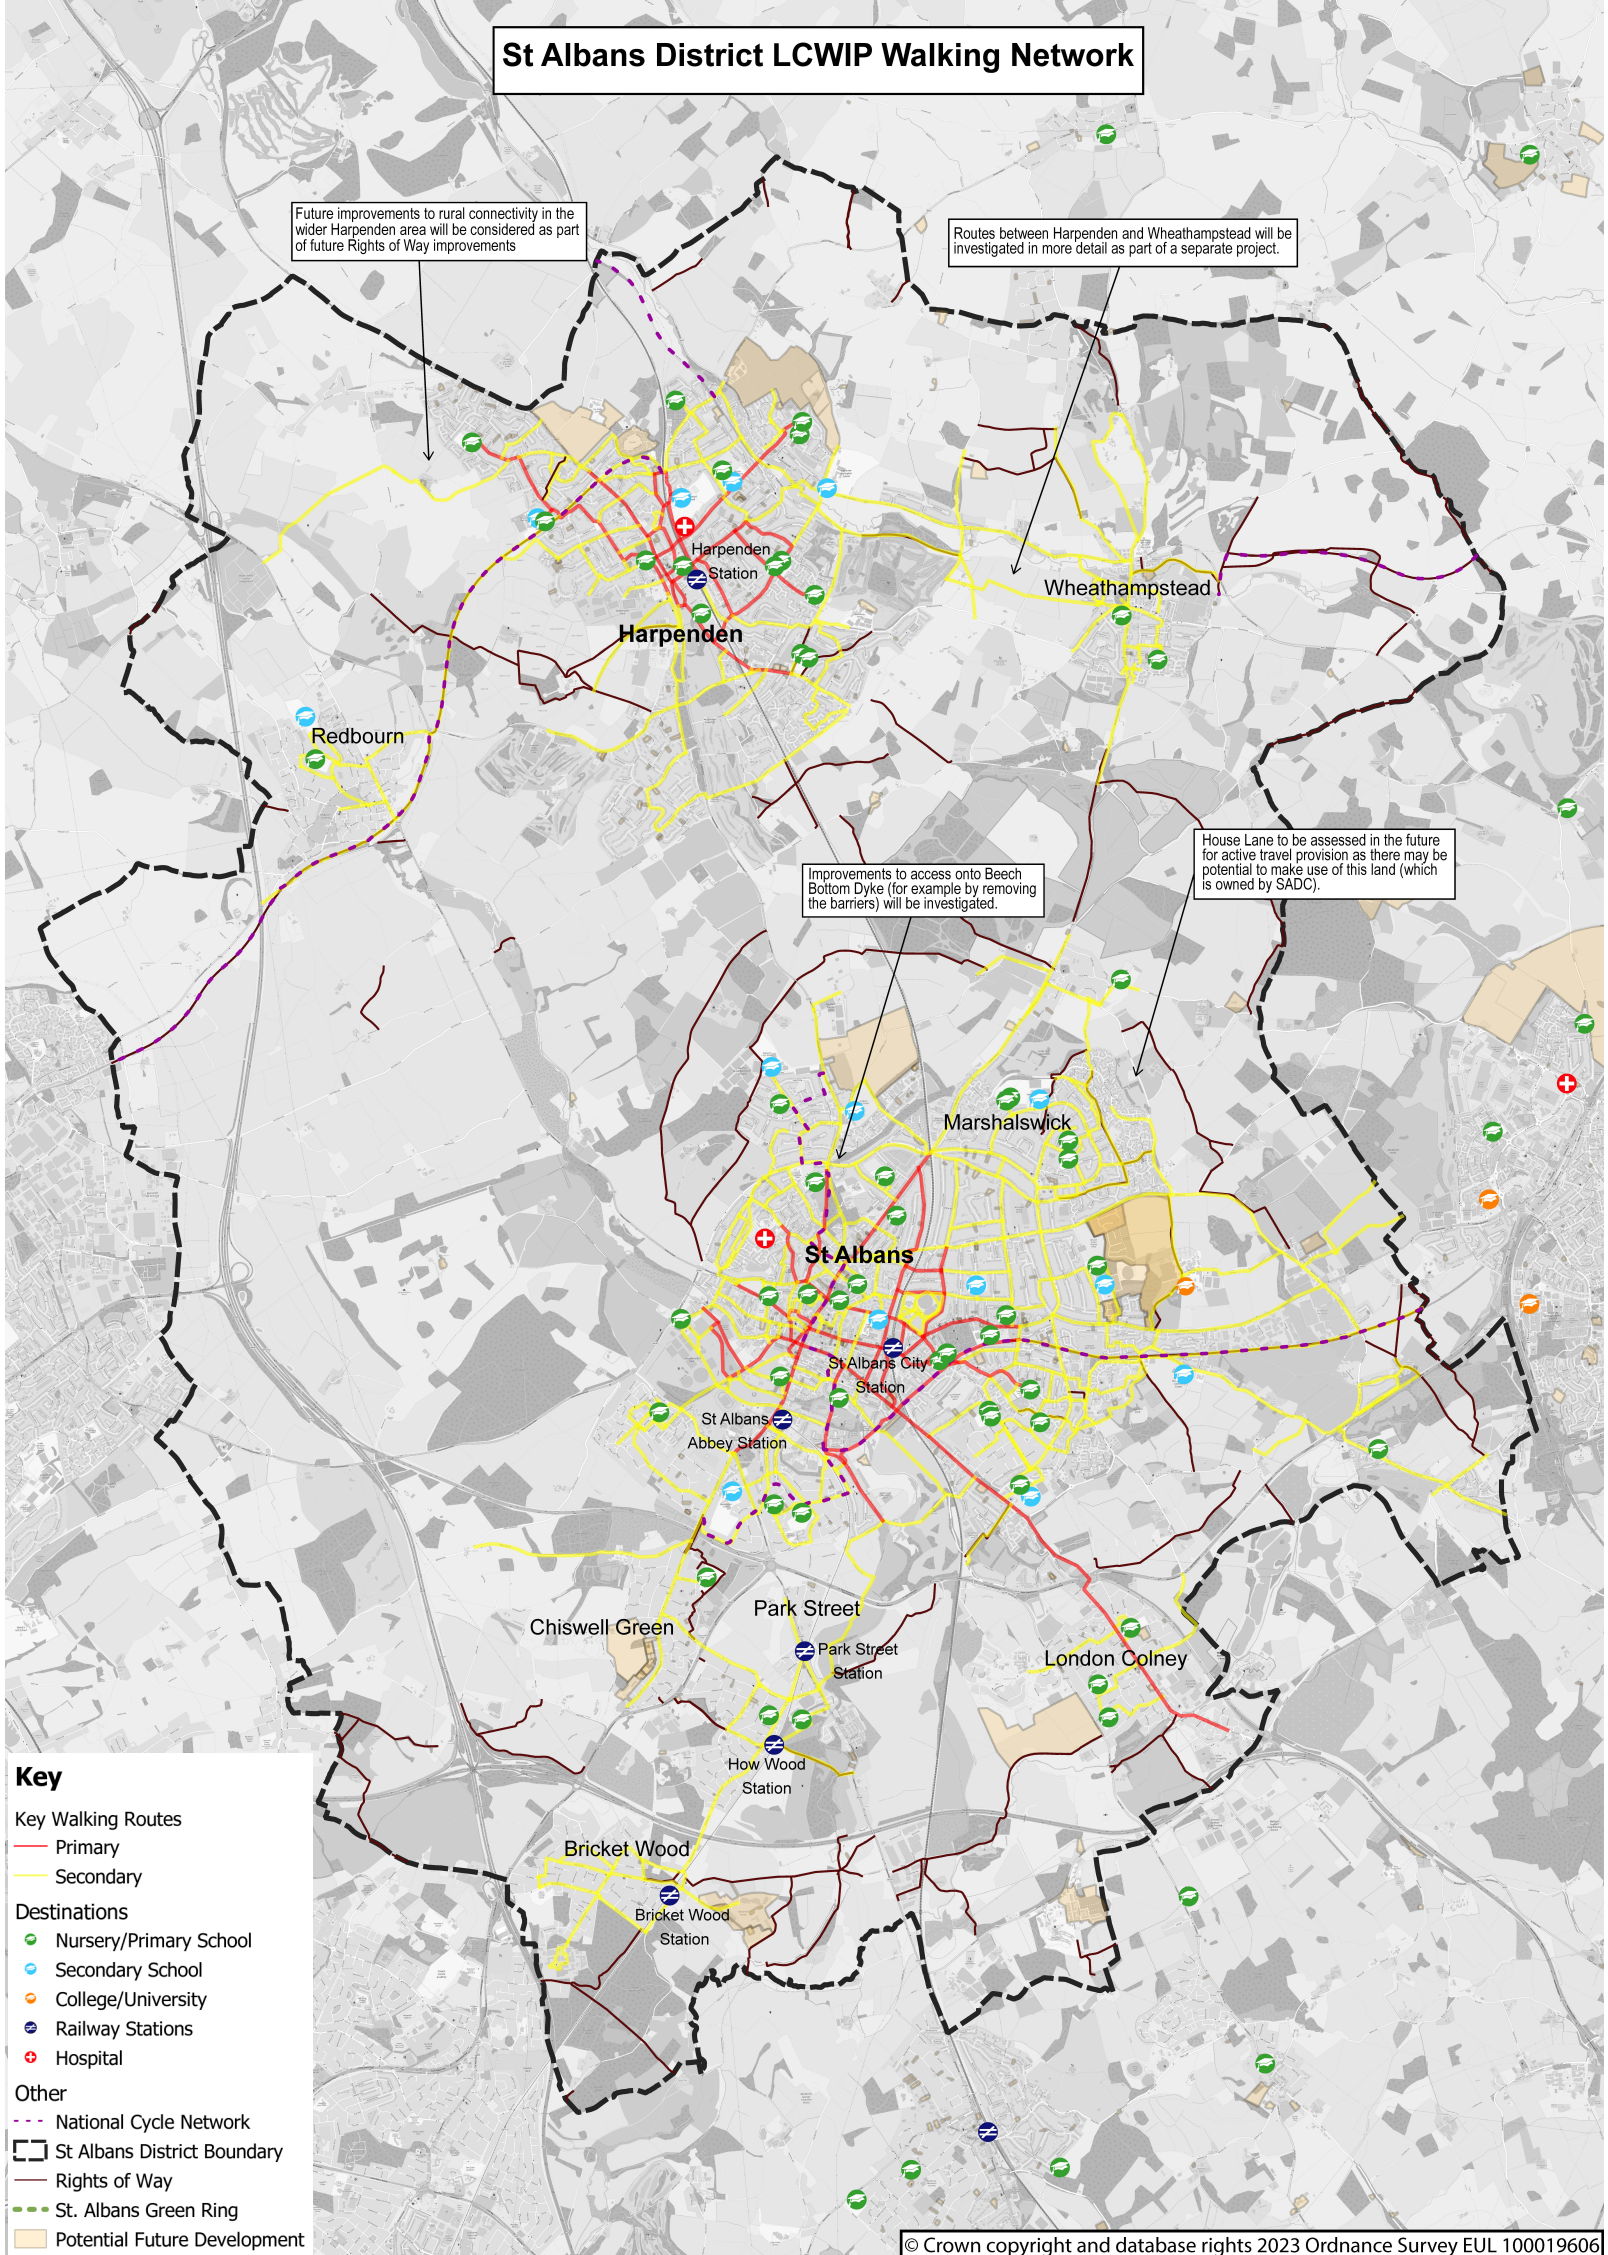 St Albans District LCWIP Walking Network
Future improvements to rural connectivity in the
wider Harpenden area will be considered as part
of future Rights of Way improvements
Routes between Harpenden and Wheathampstead will be
investigated in more detail as part of a separate project.
Harpenden
Station
Wheathampstead
Harpenden
Redbourn
House Lane to be assessed in the future
for active travel provision as there may be
potential to make use of this land (which
is owned by SADC).
Improvements to access onto Beech
Bottom Dyke (for example by removing
the barriers) will be investigated.
Marshalswick
St Albans
St Albans City
Station
St Albans
Abbey Station
Park Street
Chiswell Green
Park Street
Station
London Colney
How Wood
Station
Bricket Wood
Bricket Wood
Station
Key
Key Walking Routes
Primary
Secondary
Destinations
Nursery/Primary School
Secondary School
College/University
Railway Stations
Hospital
Other
National Cycle Network
St Albans District Boundary
Rights of Way
St. Albans Green Ring
Potential Future Development
© Crown copyright and database rights 2023 Ordnance Survey EUL 100019606